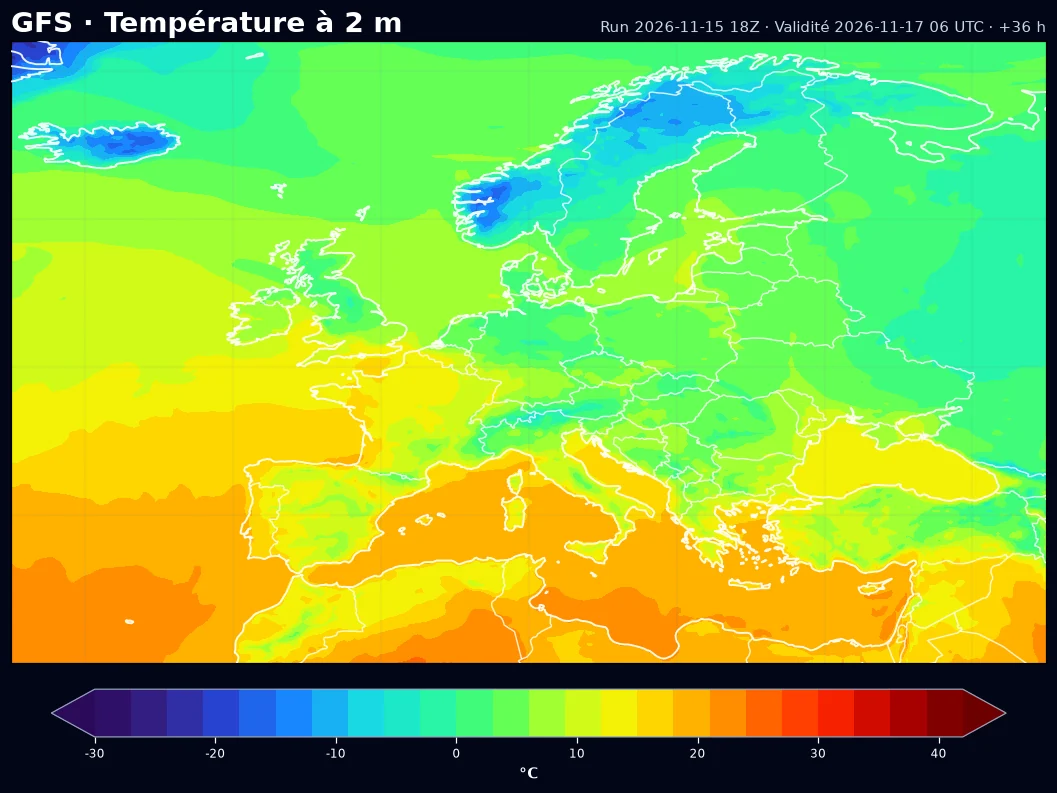 GFS · Température à 2 m
Run 2026-11-15 18Z · Validité 2026-11-17 06 UTC · +36 h
-30 -20 -10 0 10 20 30 40
°C